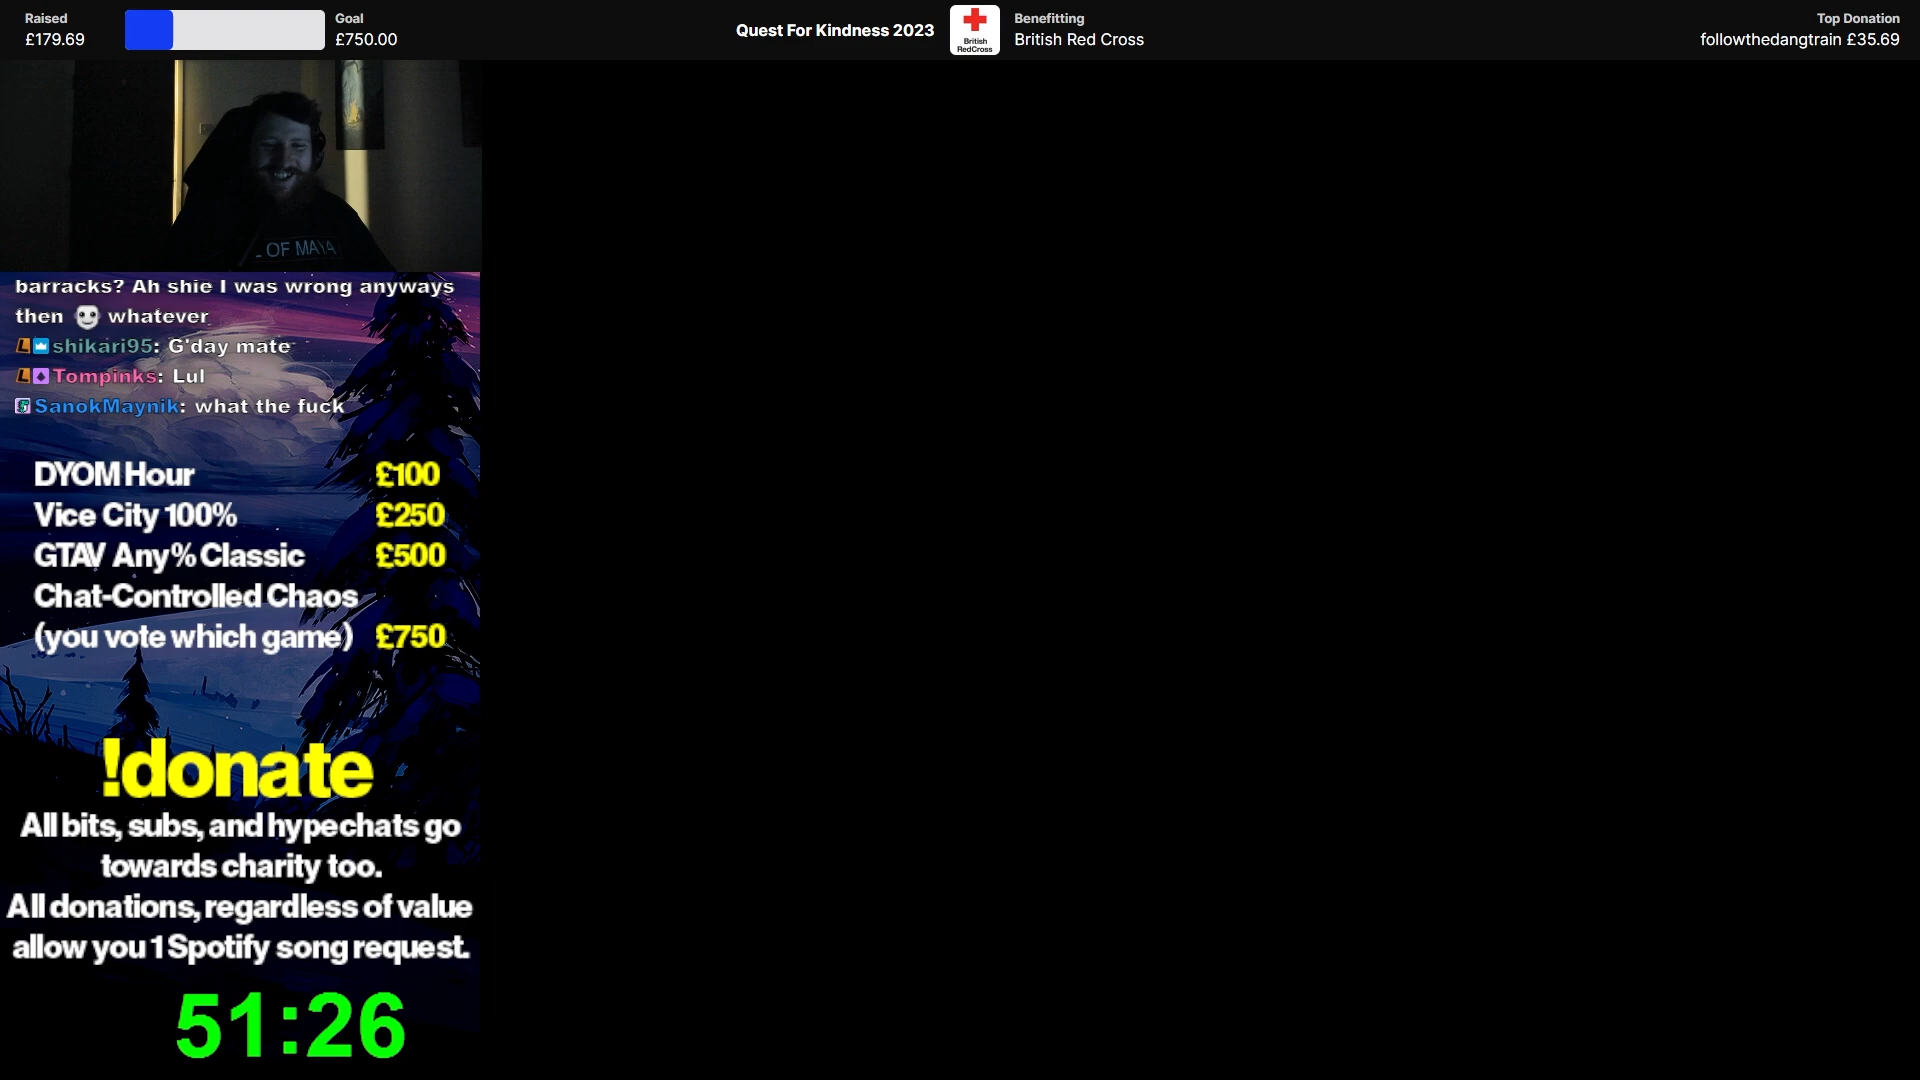 Raised
£179.69
Goal
£750.00
Quest For Kindness 2023
British
RedCross
Benefitting
British Red Cross
Top Donation
followthedangtrain £35.69
OF MAYA
barracks? Ah shie I was wrong anyways
then whatever
shikari95: G'day mate
Tompinks: Lul
SanokMaynik: what the fuck
DYOM Hour £100
Vice City 100% £250
GTAV Any% Classic £500
Chat-Controlled Chaos
(you vote which game) £750
!donate
All bits, subs, and hypechats go
towards charity too.
All donations, regardless of value
allow you 1 Spotify song request.
51:26